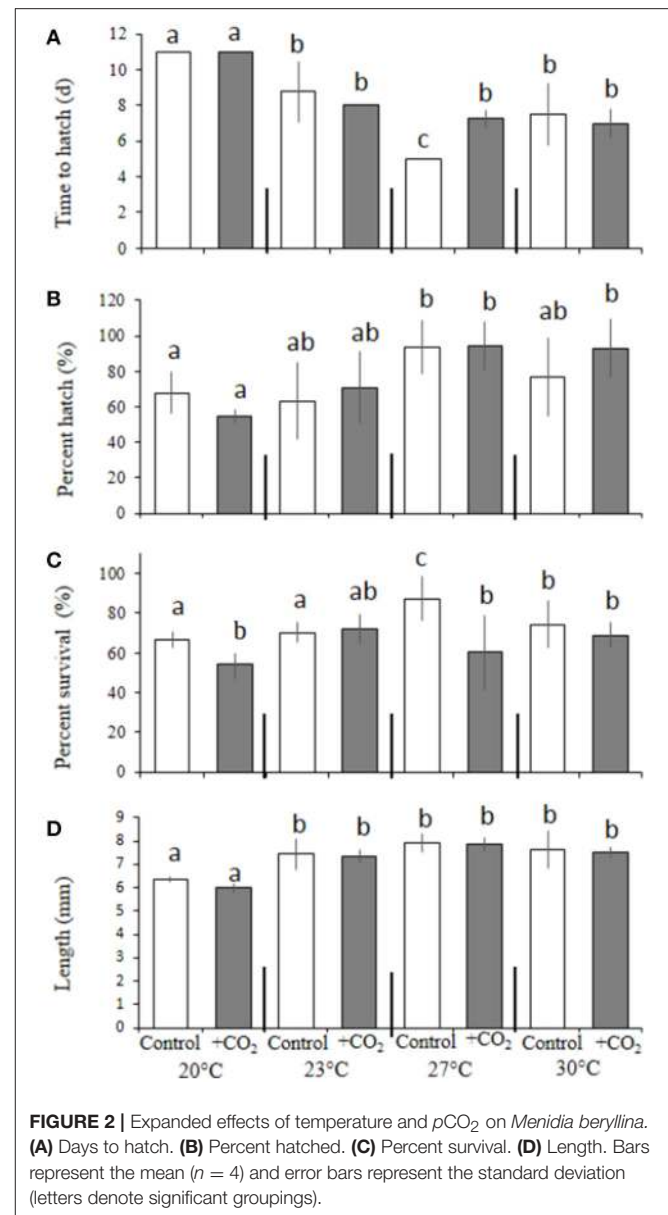 A
Time to hatch (d)
12
10
8
6
4
2
0
a a b b c b b b
B
Percent hatch (%)
120
100
80
60
40
20
0
a a ab ab b b ab b
C
Percent survival (%)
100
80
60
40
20
0
a b a ab c b b b
D
Length (mm)
9
8
7
6
5
4
3
2
1
0
a a b b b b b b
Control +CO₂ Control +CO₂ Control +CO₂ Control +CO₂
20°C 23°C 27°C 30°C
FIGURE 2 | Expanded effects of temperature and pCO₂ on Menidia beryllina.
(A) Days to hatch. (B) Percent hatched. (C) Percent survival. (D) Length. Bars
represent the mean (n = 4) and error bars represent the standard deviation
(letters denote significant groupings).